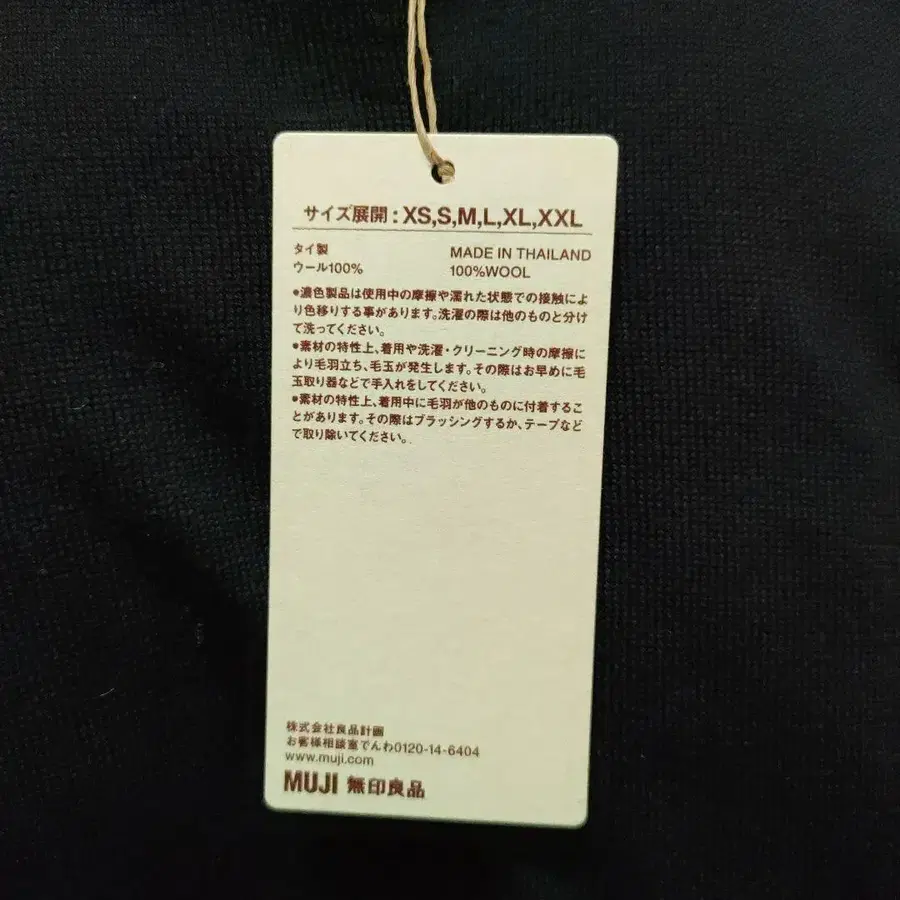 サイズ展開：XS,S,M,L,XL,XXL
タイ製 MADE IN THAILAND
ウール100% 100%WOOL
●濃色製品は使用中の摩擦や濡れた状態での接触によ
り色移りする事があります。洗濯の際は他のものと分け
て洗ってください。
●素材の特性上、着用や洗濯・クリーニング時の摩擦に
より毛羽立ち、毛玉が発生します。その際はお早めに毛
玉取り器などで手入れをしてください。
●素材の特性上、着用中に毛羽が他のものに付着するこ
とがあります。その際はブラッシングするか、テープなど
で取り除いてください。
株式会社良品計画
お客様相談室でんわ0120-14-6404
www.muji.com
MUJI 無印良品